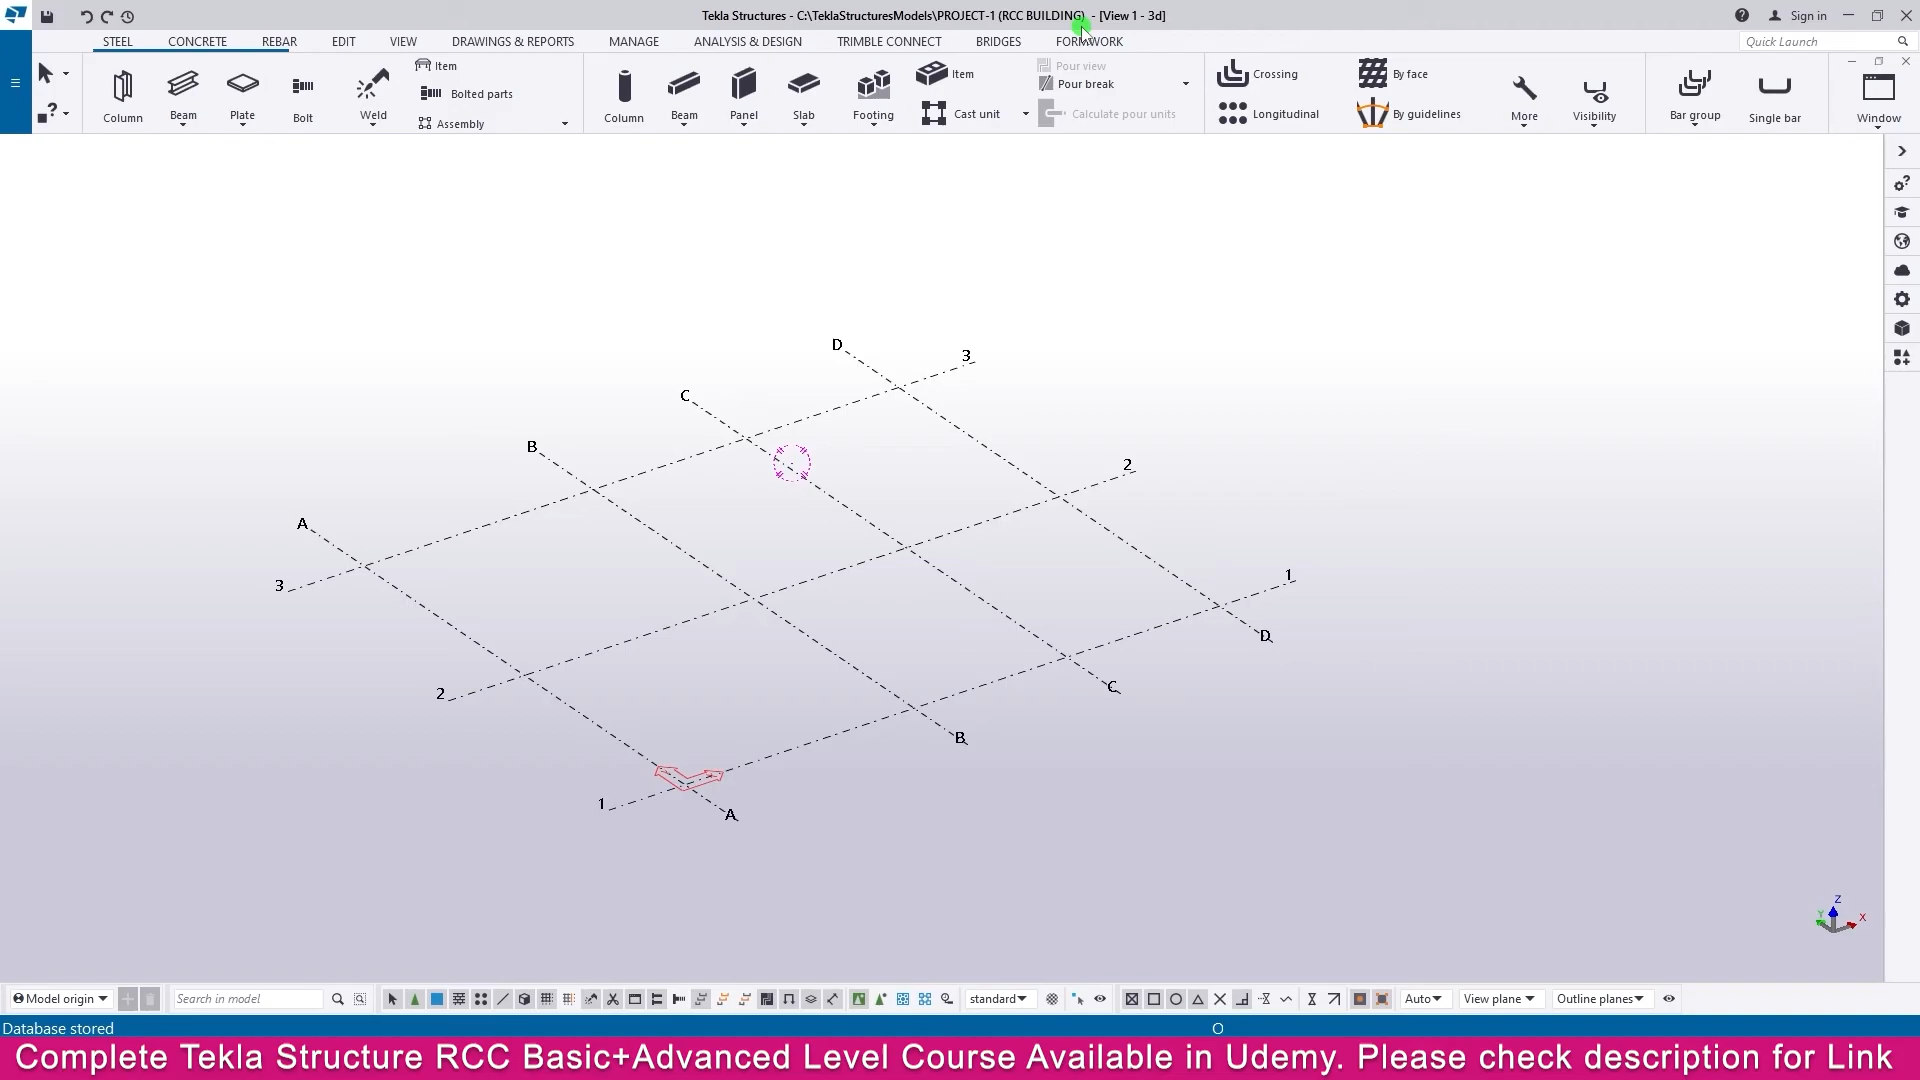 Tekla Structures - C:\TeklaStructuresModels\PROJECT-1 (RCC BUILDING) - [View 1 - 3d]
Sign in
STEEL CONCRETE REBAR EDIT VIEW DRAWINGS & REPORTS MANAGE ANALYSIS & DESIGN TRIMBLE CONNECT BRIDGES FORMWORK
Quick Launch
Item
Bolted parts
Assembly
Column Beam Plate Bolt Weld
Column Beam Panel Slab Footing
Item
Cast unit
Pour view
Pour break
Calculate pour units
Crossing
Longitudinal
By face
By guidelines
More Visibility
Bar group Single bar
Window
D
3
C
B
2
A
3
1
D
2
C
B
1
A
Z
Y
X
Model origin
Search in model
standard
Auto
View plane
Outline planes
Database stored
O
Complete Tekla Structure RCC Basic+Advanced Level Course Available in Udemy. Please check description for Link